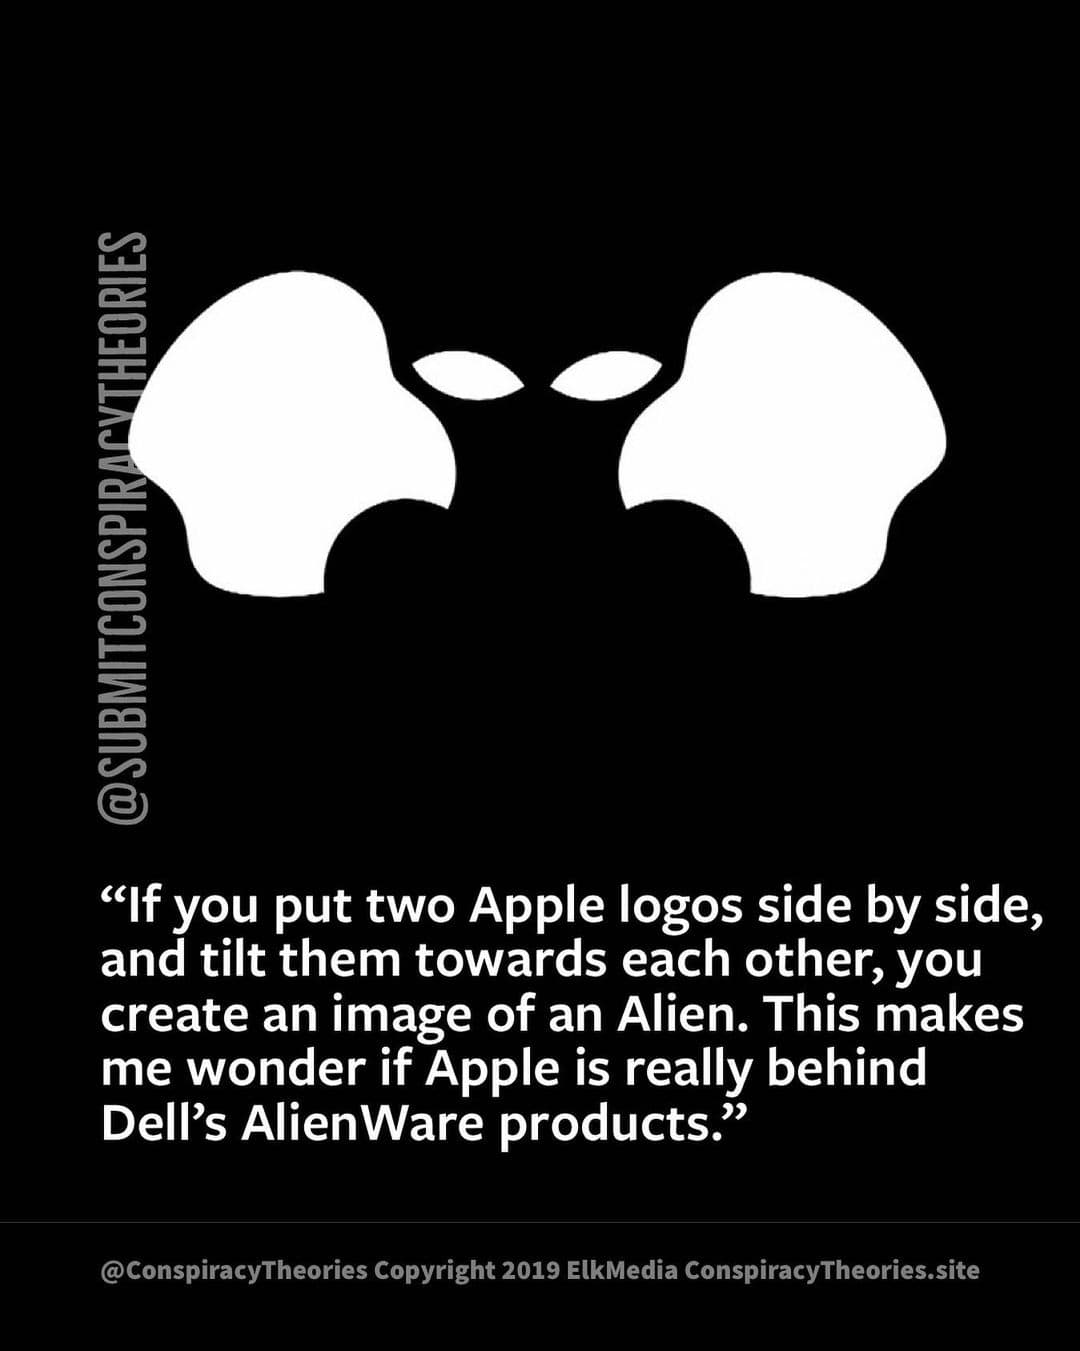 @SUBMITCONSPIRACYTHEORIES
“If you put two Apple logos side by side,
and tilt them towards each other, you
create an image of an Alien. This makes
me wonder if Apple is really behind
Dell’s AlienWare products.”
@ConspiracyTheories Copyright 2019 ElkMedia ConspiracyTheories.site